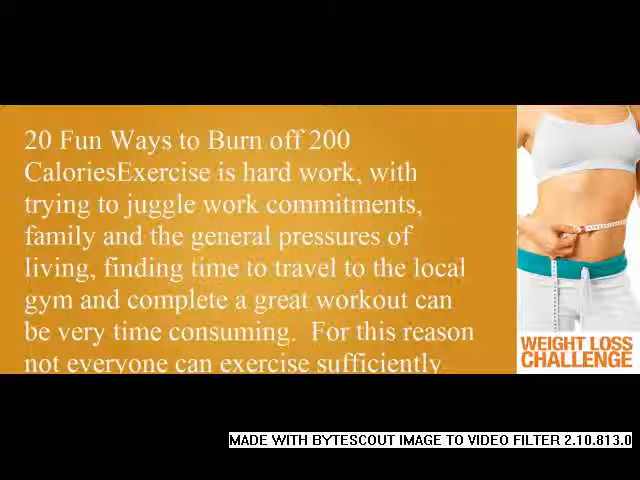 20 Fun Ways to Burn off 200
CaloriesExercise is hard work, with
trying to juggle work commitments,
family and the general pressures of
living, finding time to travel to the local
gym and complete a great workout can
be very time consuming.  For this reason
not everyone can exercise sufficiently
WEIGHT LOSS
CHALLENGE
MADE WITH BYTESCOUT IMAGE TO VIDEO FILTER 2.10.813.0